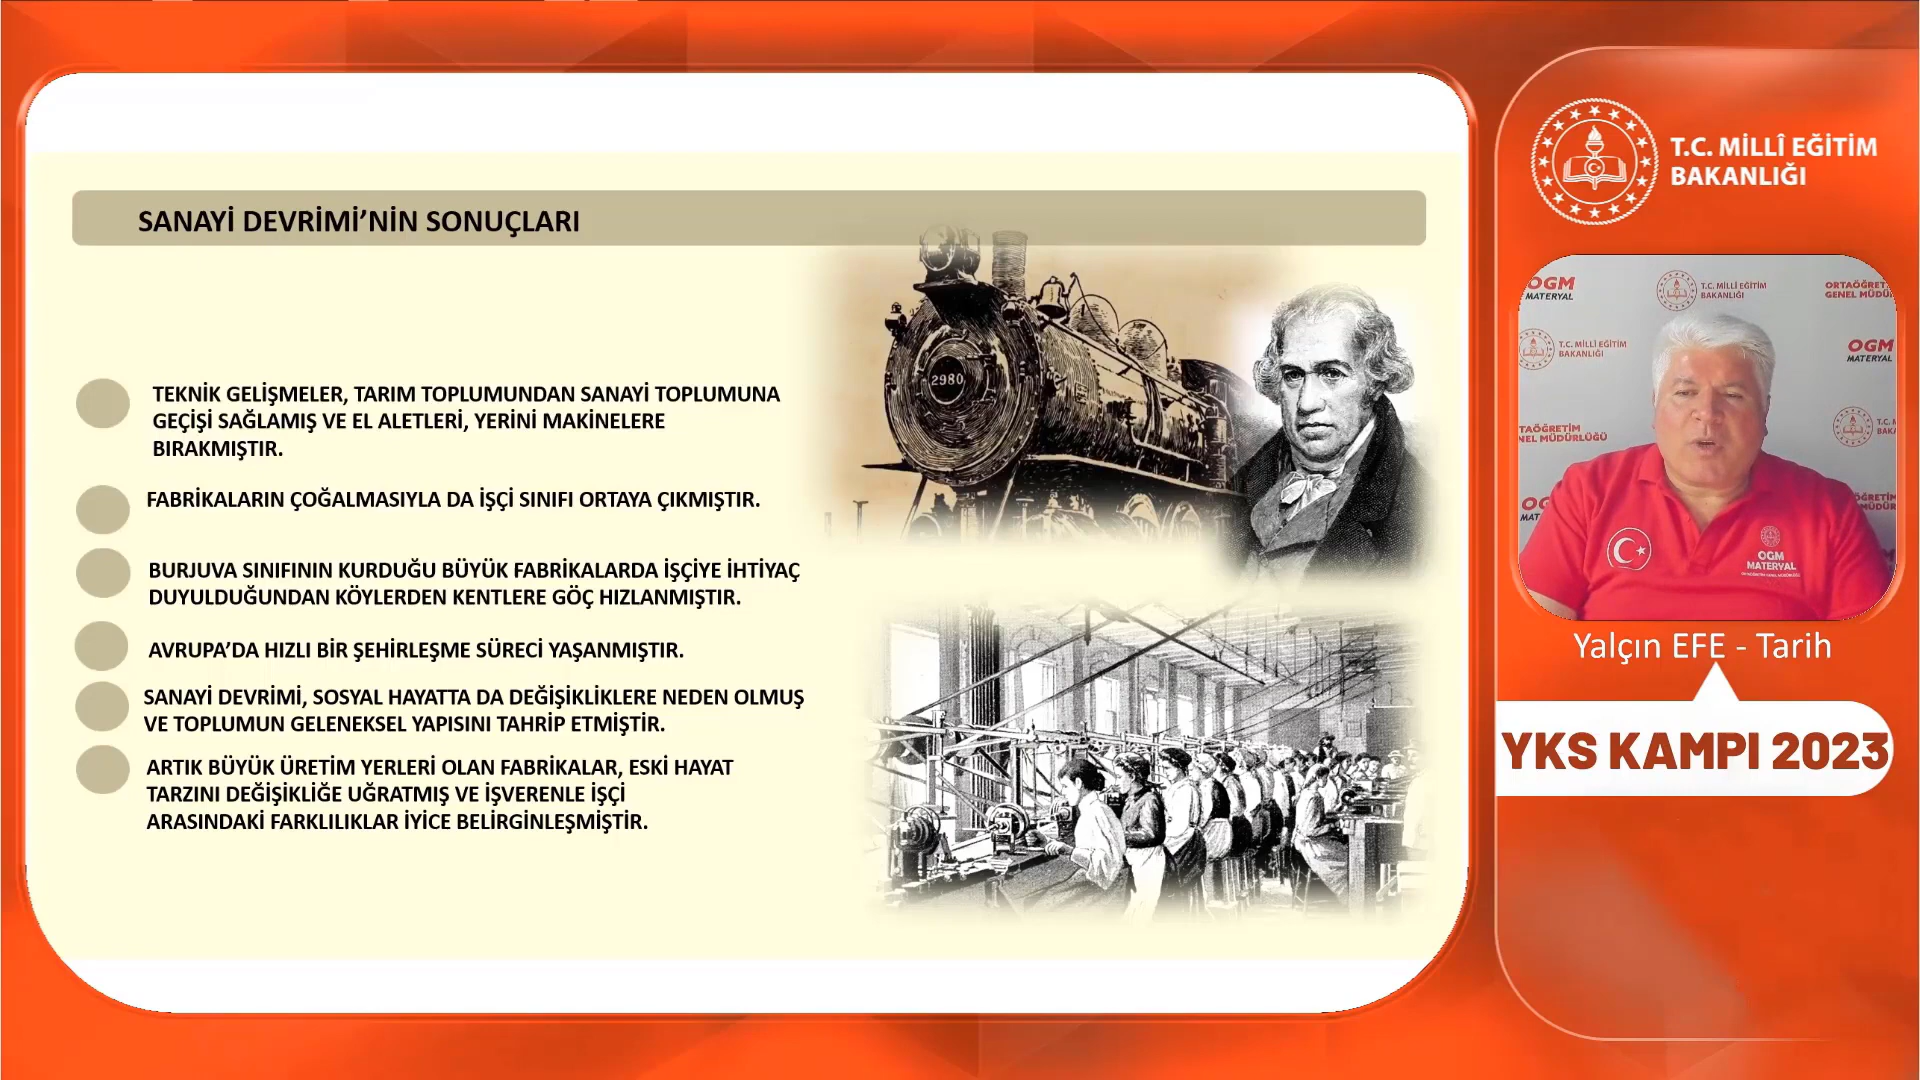 SANAYİ DEVRİMİ’NİN SONUÇLARI
TEKNİK GELİŞMELER, TARIM TOPLUMUNDAN SANAYİ TOPLUMUNA
GEÇİŞİ SAĞLAMIŞ VE EL ALETLERİ, YERİNİ MAKİNELERE
BIRAKMIŞTIR.
FABRİKALARIN ÇOĞALMASIYLA DA İŞÇİ SINIFI ORTAYA ÇIKMIŞTIR.
BURJUVA SINIFININ KURDUĞU BÜYÜK FABRİKALARDA İŞÇİYE İHTİYAÇ
DUYULDUĞUNDAN KÖYLERDEN KENTLERE GÖÇ HIZLANMIŞTIR.
AVRUPA’DA HIZLI BİR ŞEHİRLEŞME SÜRECİ YAŞANMIŞTIR.
SANAYİ DEVRİMİ, SOSYAL HAYATTA DA DEĞİŞİKLİKLERE NEDEN OLMUŞ
VE TOPLUMUN GELENEKSEL YAPISINI TAHRİP ETMİŞTİR.
ARTIK BÜYÜK ÜRETİM YERLERİ OLAN FABRİKALAR, ESKİ HAYAT
TARZINI DEĞİŞİKLİĞE UĞRATMIŞ VE İŞVERENLE İŞÇİ
ARASINDAKİ FARKLILIKLAR İYİCE BELİRGİNLEŞMİŞTİR.
2980
T.C. MİLLÎ EĞİTİM
BAKANLIĞI
OGM
MATERYAL
T.C. MİLLÎ EĞİTİM
BAKANLIĞI
ORTAÖĞRET
GENEL MÜDÜ
T.C. MİLLÎ EĞİTİM
BAKANLIĞI
OGM
MATERYAL
TAÖĞRETİM
NEL MÜDÜRLÜĞÜ
OGM
MATERYAL
Yalçın EFE - Tarih
YKS KAMPI 2023